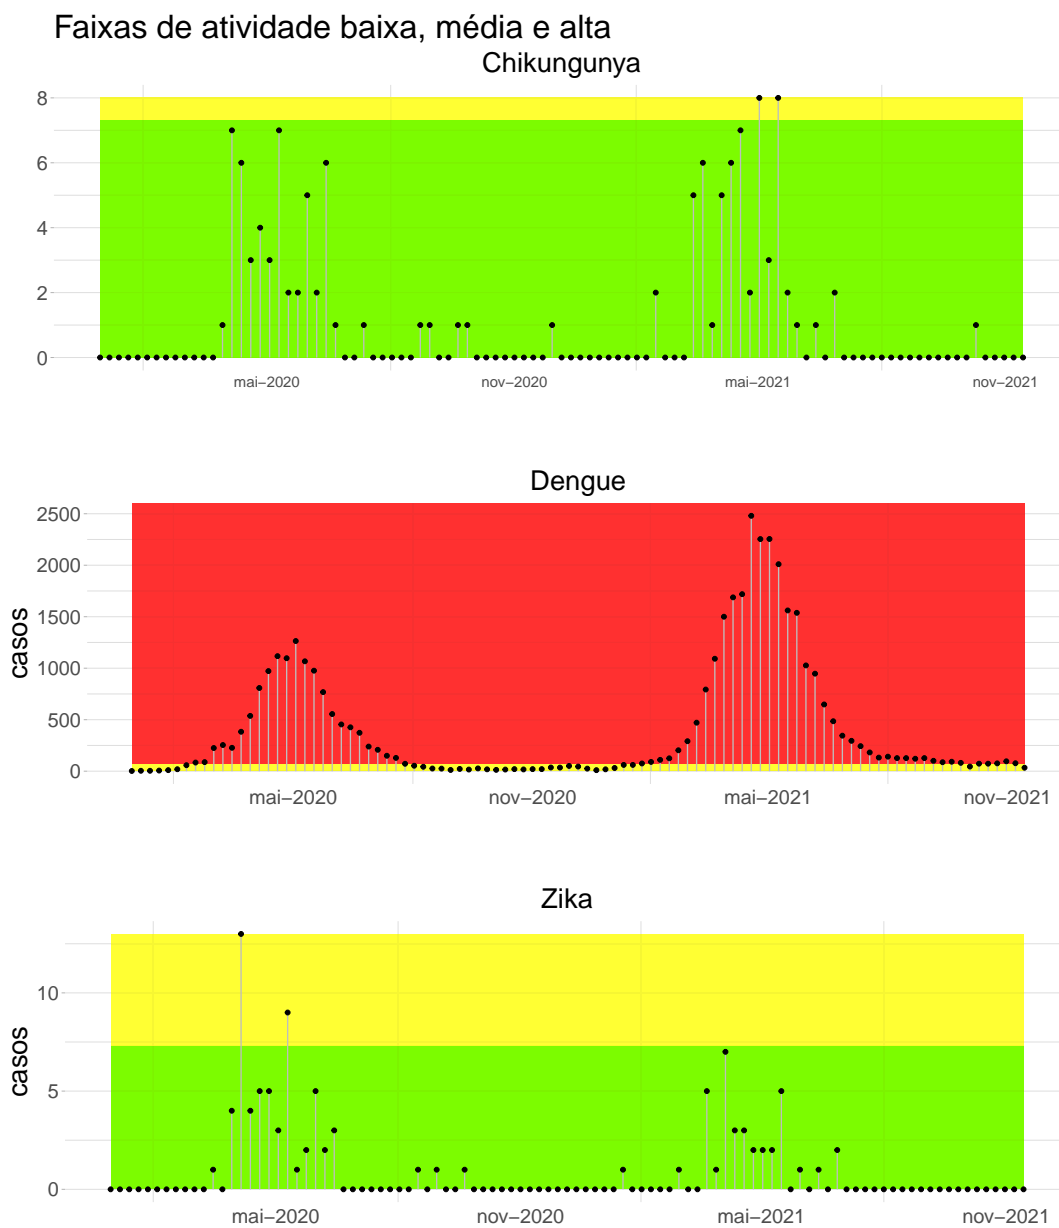 Faixas de atividade baixa, média e alta
Chikungunya
8
6
4
2
0
mai−2020 nov−2020 mai−2021 nov−2021
Dengue
casos
2500
2000
1500
1000
500
0
mai−2020 nov−2020 mai−2021 nov−2021
Zika
casos
10
5
0
mai−2020 nov−2020 mai−2021 nov−2021